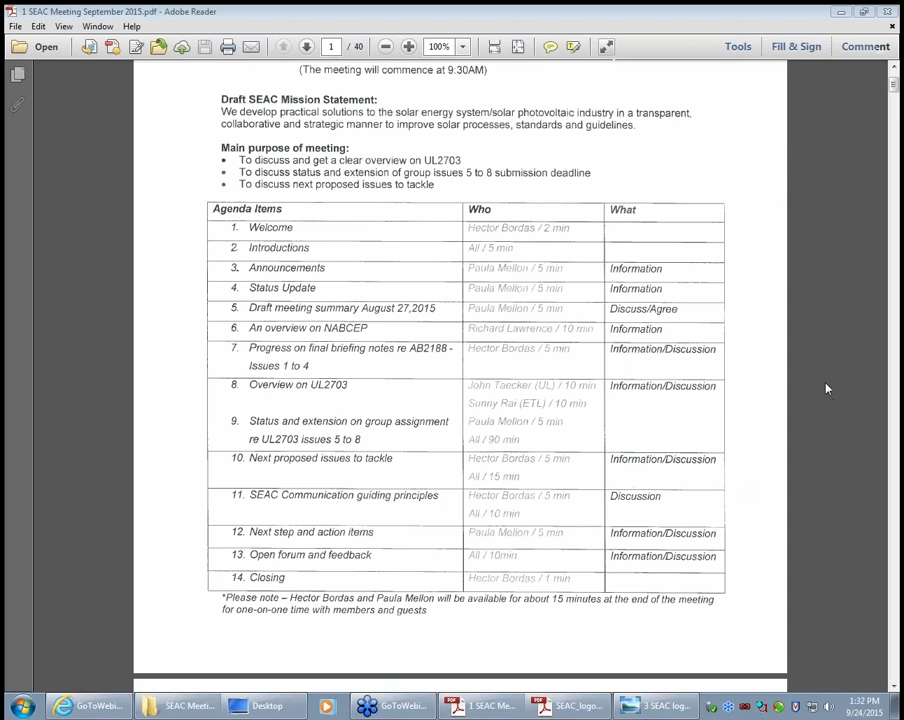 1 SEAC Meeting September 2015.pdf - Adobe Reader
File Edit View Window Help
Open 1 / 40 100% Tools Fill & Sign Comment
(The meeting will commence at 9:30AM)
Draft SEAC Mission Statement:
We develop practical solutions to the solar energy system/solar photovoltaic industry in a transparent,
collaborative and strategic manner to improve solar processes, standards and guidelines.
Main purpose of meeting:
• To discuss and get a clear overview on UL2703
• To discuss status and extension of group issues 5 to 8 submission deadline
• To discuss next proposed issues to tackle
Agenda Items Who What
1. Welcome Hector Bordas / 2 min
2. Introductions All / 5 min
3. Announcements Paula Mellon / 5 min Information
4. Status Update Paula Mellon / 5 min Information
5. Draft meeting summary August 27,2015 Paula Mellon / 5 min Discuss/Agree
6. An overview on NABCEP Richard Lawrence / 10 min Information
7. Progress on final briefing notes re AB2188 - Hector Bordas / 5 min Information/Discussion
Issues 1 to 4
8. Overview on UL2703 John Taecker (UL) / 10 min Information/Discussion
Sunny Rai (ETL) / 10 min
9. Status and extension on group assignment Paula Mellon / 5 min
re UL2703 issues 5 to 8 All / 90 min
10. Next proposed issues to tackle Hector Bordas / 5 min Information/Discussion
All / 15 min
11. SEAC Communication guiding principles Hector Bordas / 5 min Discussion
All / 10 min
12. Next step and action items Paula Mellon / 5 min Information/Discussion
13. Open forum and feedback All / 10min Information/Discussion
14. Closing Hector Bordas / 1 min
*Please note – Hector Bordas and Paula Mellon will be available for about 15 minutes at the end of the meeting
for one-on-one time with members and guests
GoToWebi... SEAC Meeti... Desktop GoToWebi... 1 SEAC Me... SEAC_logo... 3 SEAC log... 1:32 PM
9/24/2015